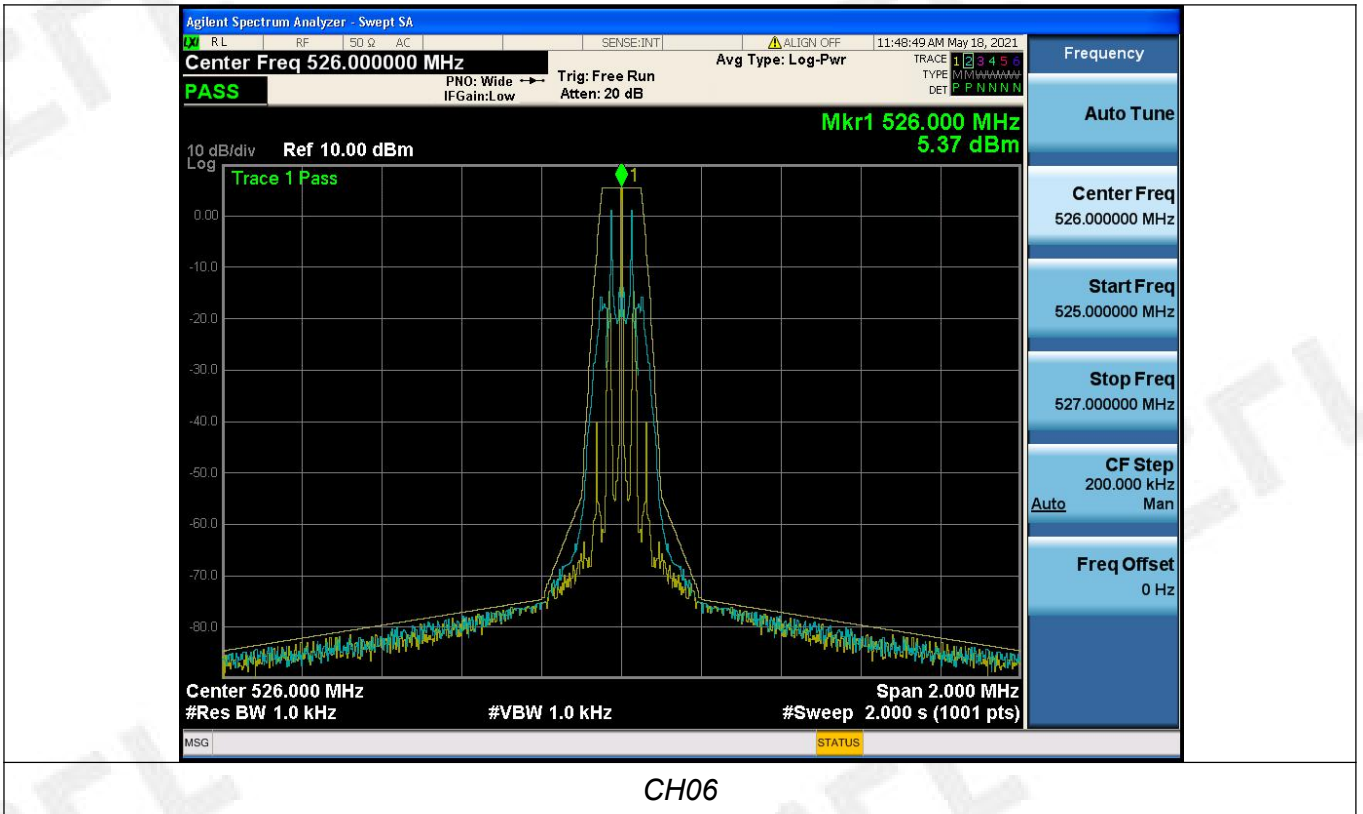 Agilent Spectrum Analyzer - Swept SA
LXI RL RF 50 Ω AC SENSE:INT ALIGN OFF 11:48:49 AM May 18, 2021
Center Freq 526.000000 MHz
PASS
PNO: Wide
IFGain:Low
Trig: Free Run
Atten: 20 dB
Avg Type: Log-Pwr
TRACE 1 2 3 4 5 6
TYPE M M W W W W
DET P P N N N N
Mkr1 526.000 MHz
5.37 dBm
10 dB/div Ref 10.00 dBm
Log
Trace 1 Pass
1
0.00
-10.0
-20.0
-30.0
-40.0
-50.0
-60.0
-70.0
-80.0
Center 526.000 MHz Span 2.000 MHz
#Res BW 1.0 kHz #VBW 1.0 kHz #Sweep 2.000 s (1001 pts)
MSG STATUS
Frequency
Auto Tune
Center Freq
526.000000 MHz
Start Freq
525.000000 MHz
Stop Freq
527.000000 MHz
CF Step
200.000 kHz
Auto Man
Freq Offset
0 Hz
CH06